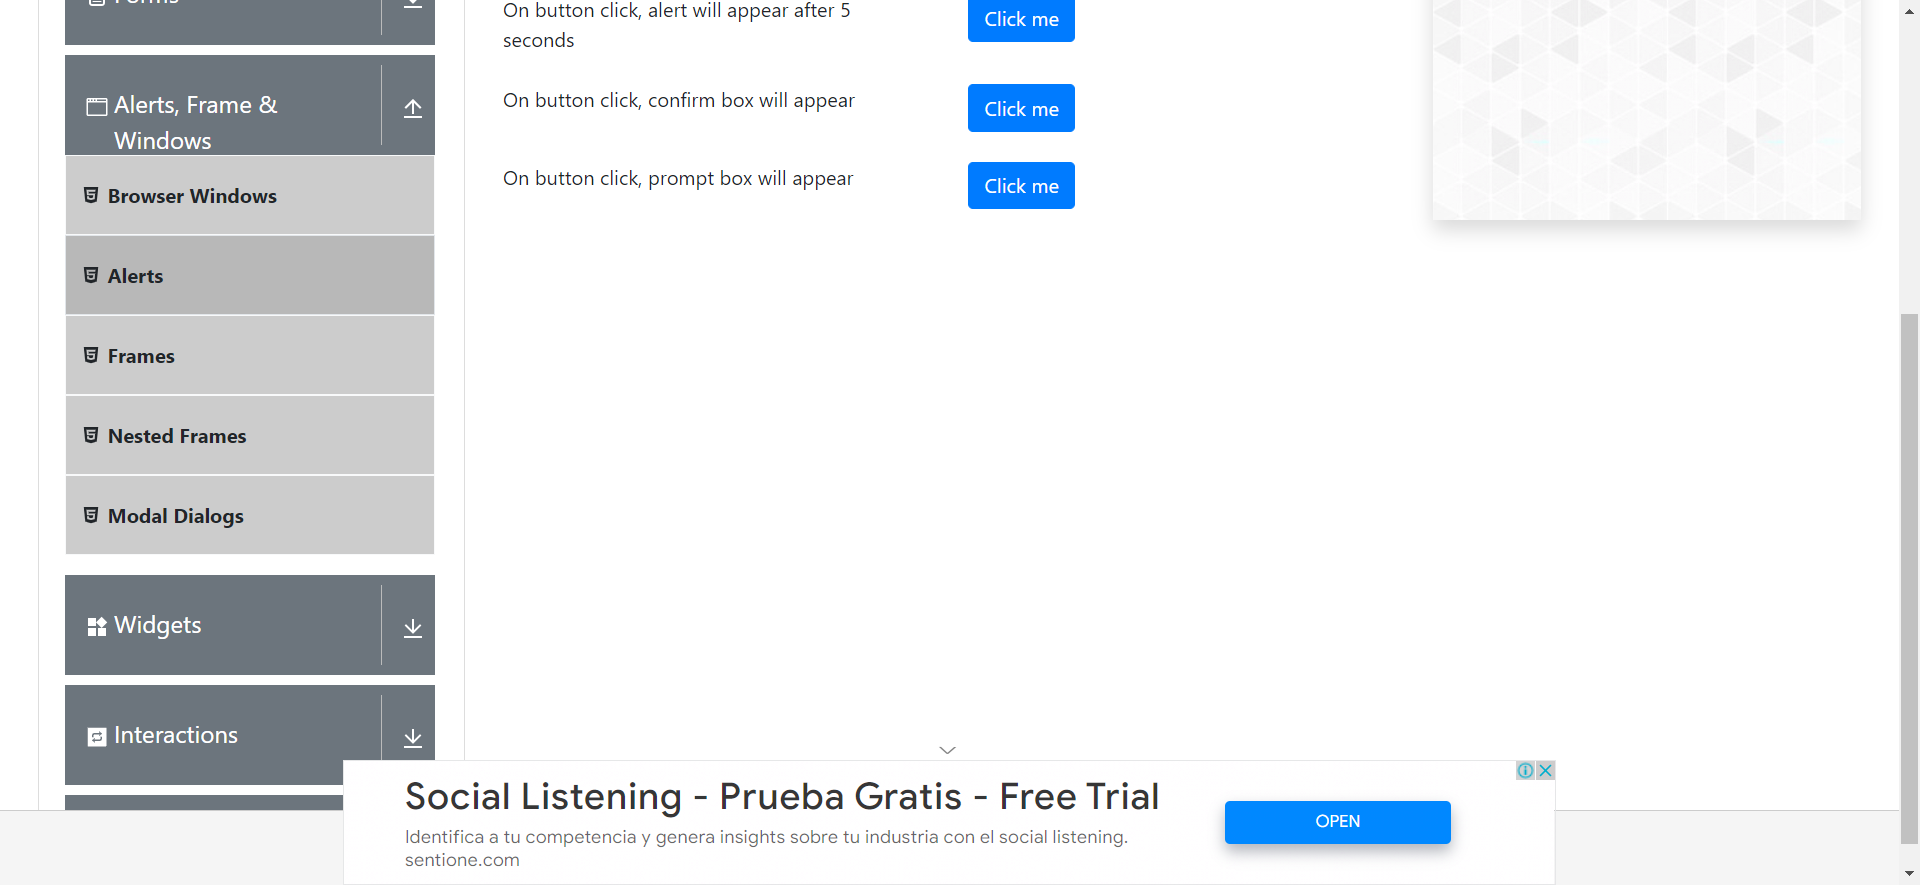 Forms
Alerts, Frame &
Windows
Browser Windows
Alerts
Frames
Nested Frames
Modal Dialogs
Widgets
Interactions
On button click, alert will appear after 5
seconds
Click me
On button click, confirm box will appear
Click me
On button click, prompt box will appear
Click me
Social Listening - Prueba Gratis - Free Trial
Identifica a tu competencia y genera insights sobre tu industria con el social listening.
sentione.com
OPEN